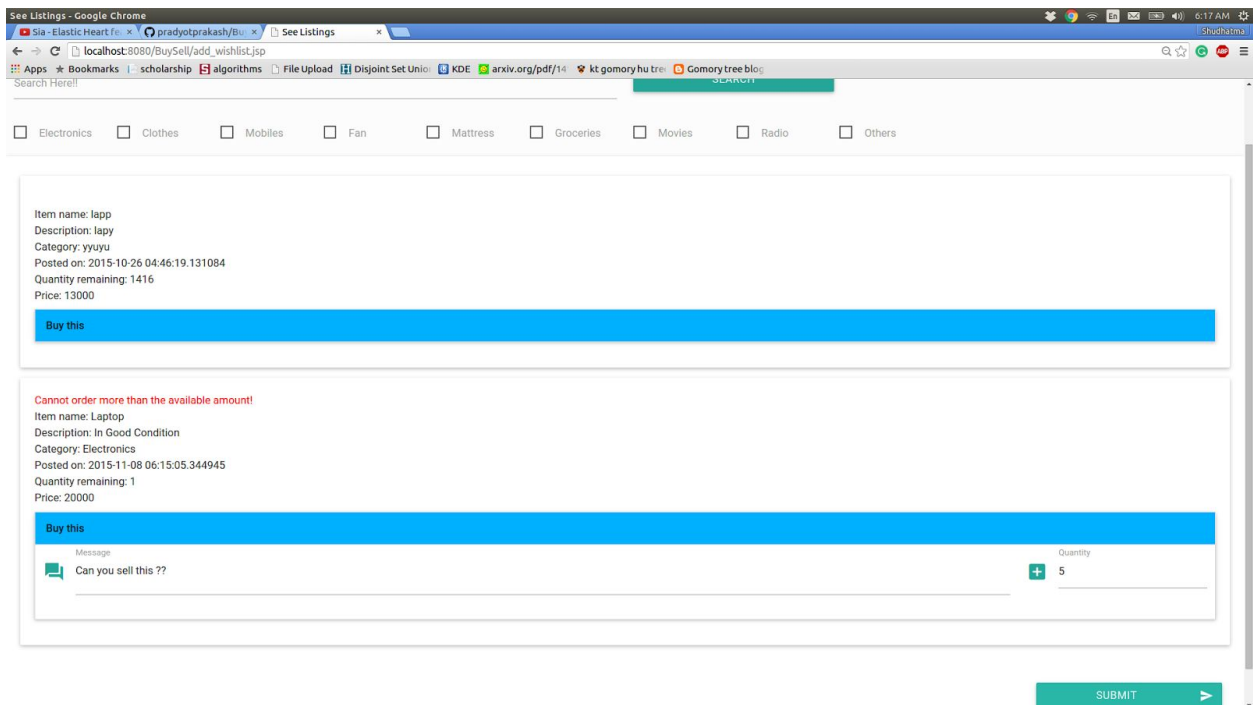 See Listings - Google Chrome
En 6:17 AM
Sia - Elastic Heart fe × pradyotprakash/Bu × See Listings × Shudhatma
localhost:8080/BuySell/add_wishlist.jsp ABP
Apps Bookmarks scholarship algorithms File Upload Disjoint Set Unio KDE arxiv.org/pdf/14 kt gomory hu tre Gomory tree blog
Search Here!! SEARCH
Electronics Clothes Mobiles Fan Mattress Groceries Movies Radio Others
Item name: lapp
Description: lapy
Category: yyuyu
Posted on: 2015-10-26 04:46:19.131084
Quantity remaining: 1416
Price: 13000
Buy this
Cannot order more than the available amount!
Item name: Laptop
Description: In Good Condition
Category: Electronics
Posted on: 2015-11-08 06:15:05.344945
Quantity remaining: 1
Price: 20000
Buy this
Message Quantity
Can you sell this ?? 5
SUBMIT